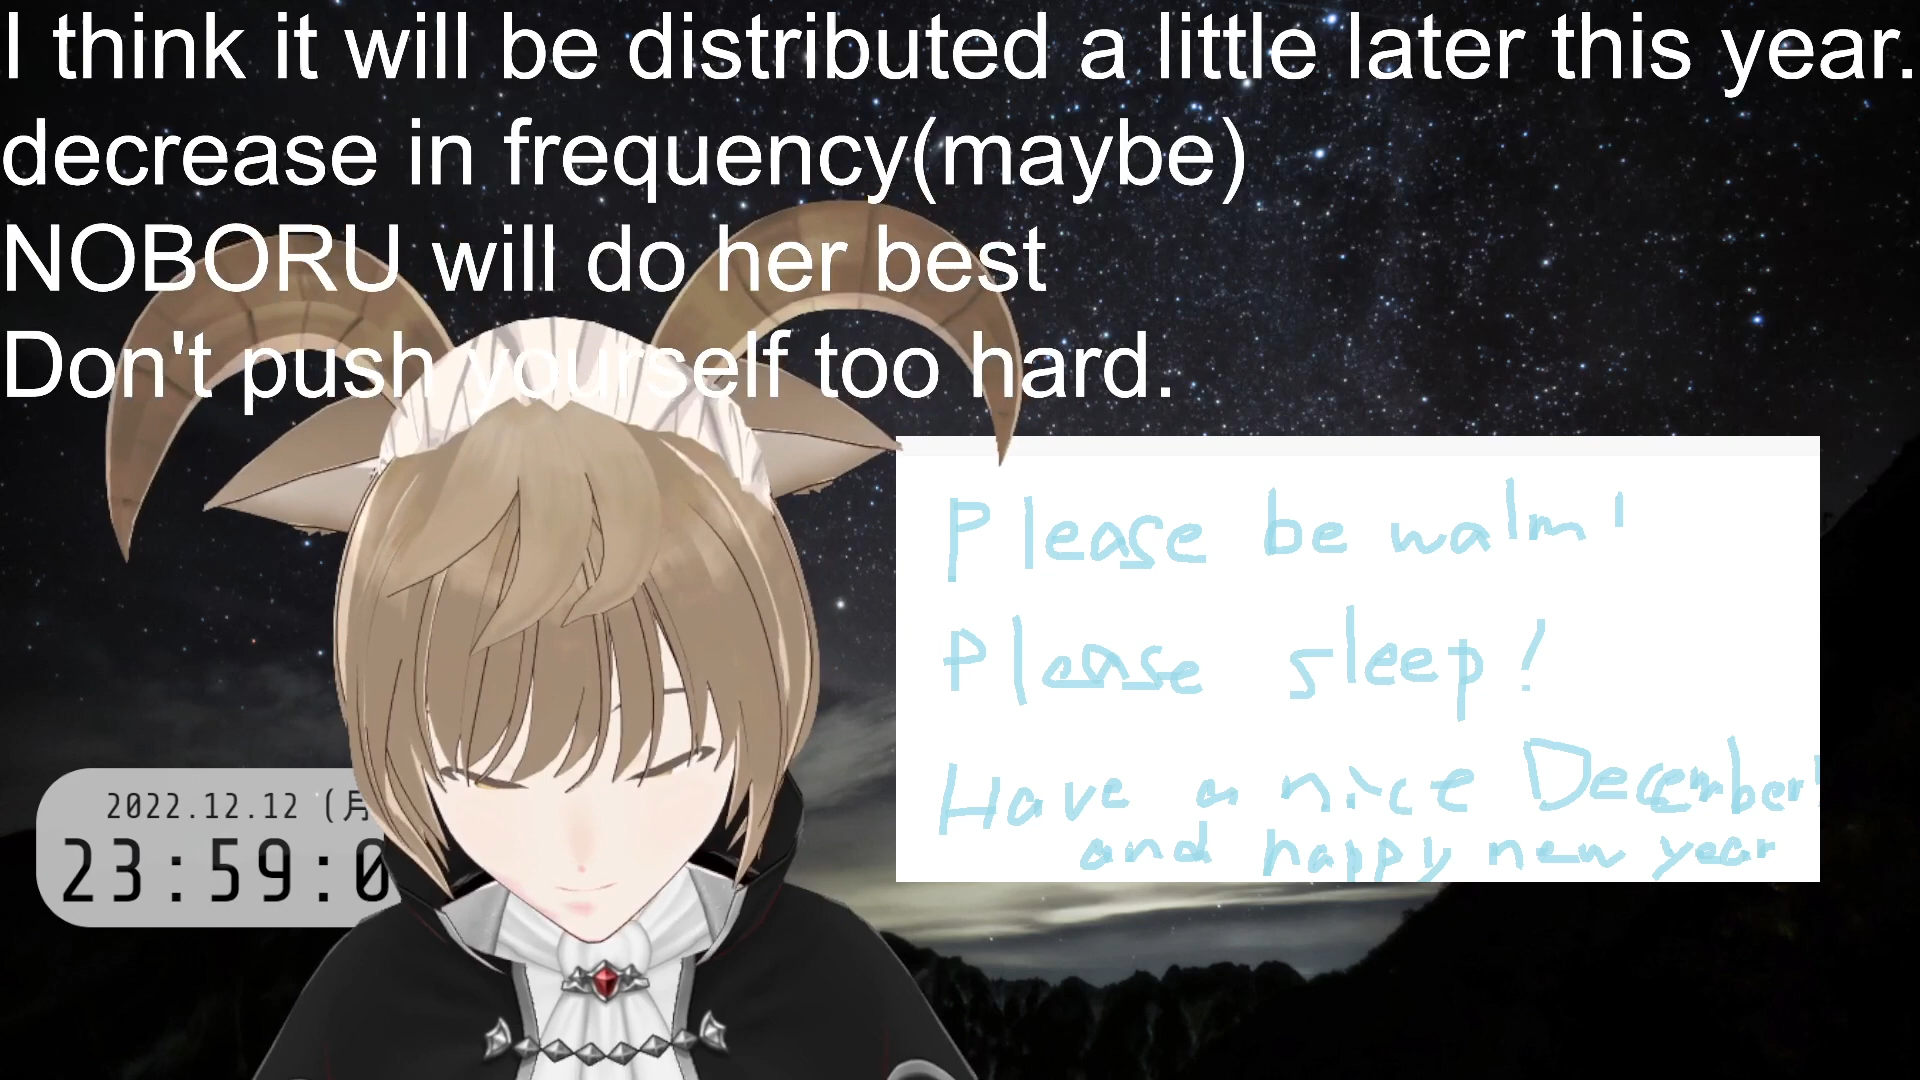 I think it will be distributed a little later this year.
decrease in frequency(maybe)
NOBORU will do her best
Don't push yourself too hard.
Please be walm!
Please sleep!
Have a nice December!
and happy new year
2022.12.12 (月
23:59:0